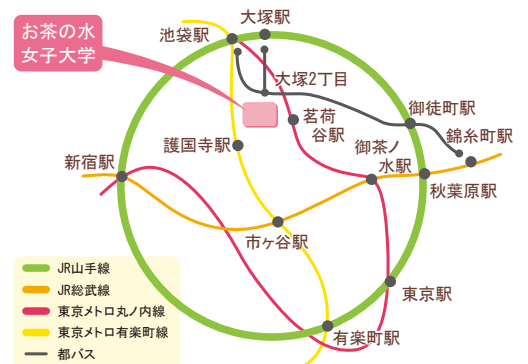 お茶の水
女子大学
大塚駅
池袋駅
大塚2丁目
茗荷
谷駅
御徒町駅
錦糸町駅
護国寺駅
御茶ノ
水駅
新宿駅
秋葉原駅
市ヶ谷駅
東京駅
有楽町駅
JR山手線
JR総武線
東京メトロ丸ノ内線
東京メトロ有楽町線
都バス